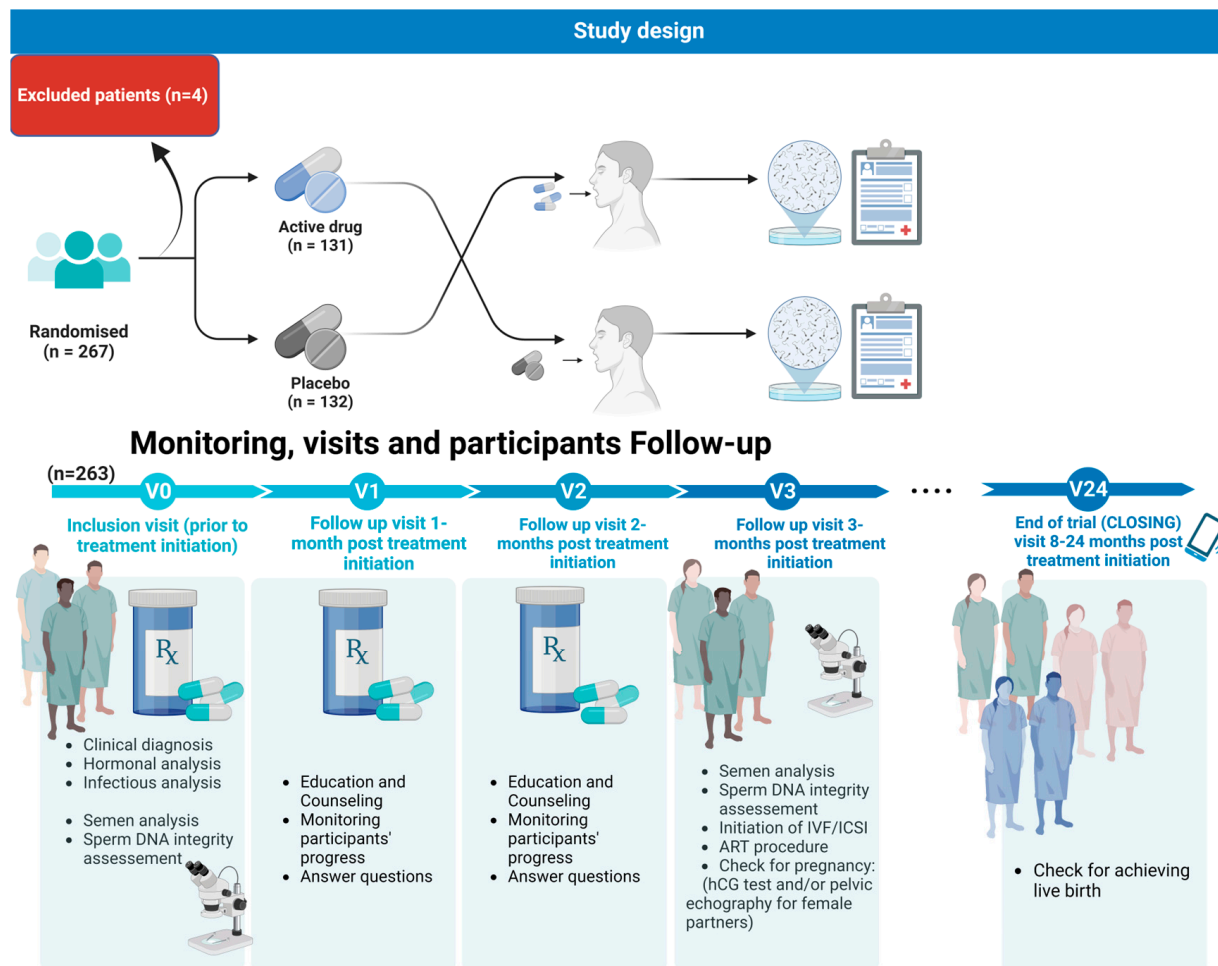 Study design
Excluded patients (n=4)
Active drug
(n = 131)
Randomised
(n = 267)
Placebo
(n = 132)
Monitoring, visits and participants Follow-up
(n=263)
V0
V1
V2
V3
....
V24
Inclusion visit (prior to
treatment initiation)
Follow up visit 1-
month post treatment
initiation
Follow up visit 2-
months post treatment
initiation
Follow up visit 3-
months post treatment
initiation
End of trial (CLOSING)
visit 8-24 months post
treatment initiation
Rx
Rx
Rx
• Clinical diagnosis
• Hormonal analysis
• Infectious analysis
• Semen analysis
• Sperm DNA integrity
assessement
• Education and
Counseling
• Monitoring
participants'
progress
• Answer questions
• Education and
Counseling
• Monitoring
participants'
progress
• Answer questions
• Semen analysis
• Sperm DNA integrity
assessement
• Initiation of IVF/ICSI
• ART procedure
• Check for pregnancy:
(hCG test and/or pelvic
echography for female
partners)
• Check for achieving
live birth